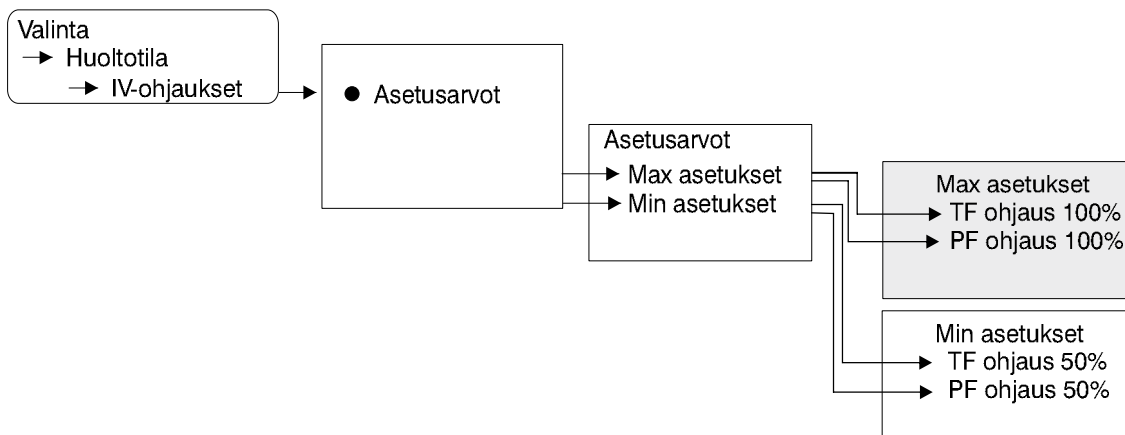 Valinta
Huoltotila
IV-ohjaukset
Asetusarvot
Asetusarvot
Max asetukset
Min asetukset
Max asetukset
TF ohjaus 100%
PF ohjaus 100%
Min asetukset
TF ohjaus 50%
PF ohjaus 50%